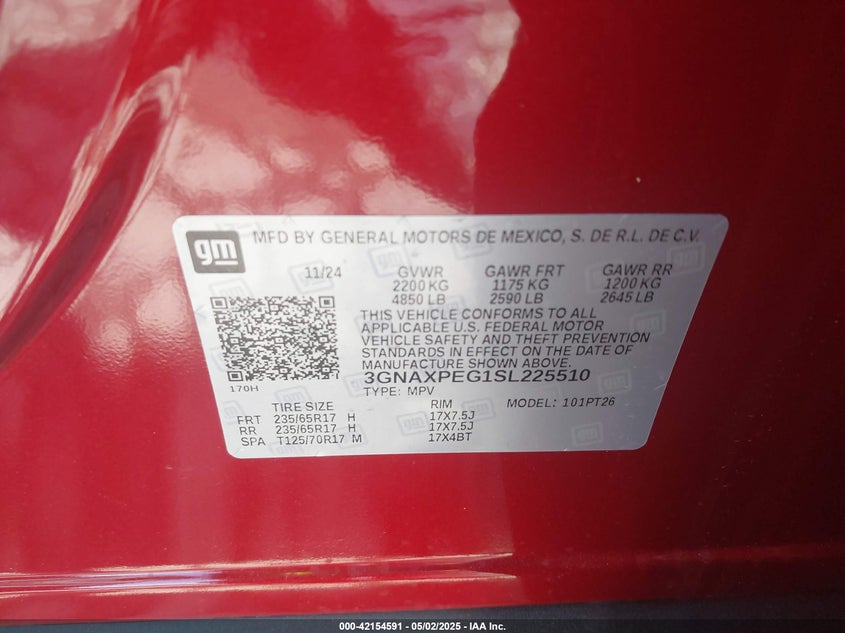 gm MFD BY GENERAL MOTORS DE MEXICO, S. DE R.L. DE C.V.
11/24 GVWR GAWR FRT GAWR RR
2200 KG 1175 KG 1200 KG
4850 LB 2590 LB 2645 LB
THIS VEHICLE CONFORMS TO ALL
APPLICABLE U.S. FEDERAL MOTOR
VEHICLE SAFETY AND THEFT PREVENTION
STANDARDS IN EFFECT ON THE DATE OF
MANUFACTURE SHOWN ABOVE.
170H 3GNAXPEG1SL225510
TYPE: MPV
TIRE SIZE RIM MODEL: 101PT26
FRT 235/65R17 H 17X7.5J
RR 235/65R17 H 17X7.5J
SPA T125/70R17 M 17X4BT
000-42154591 - 05/02/2025 - IAA Inc.